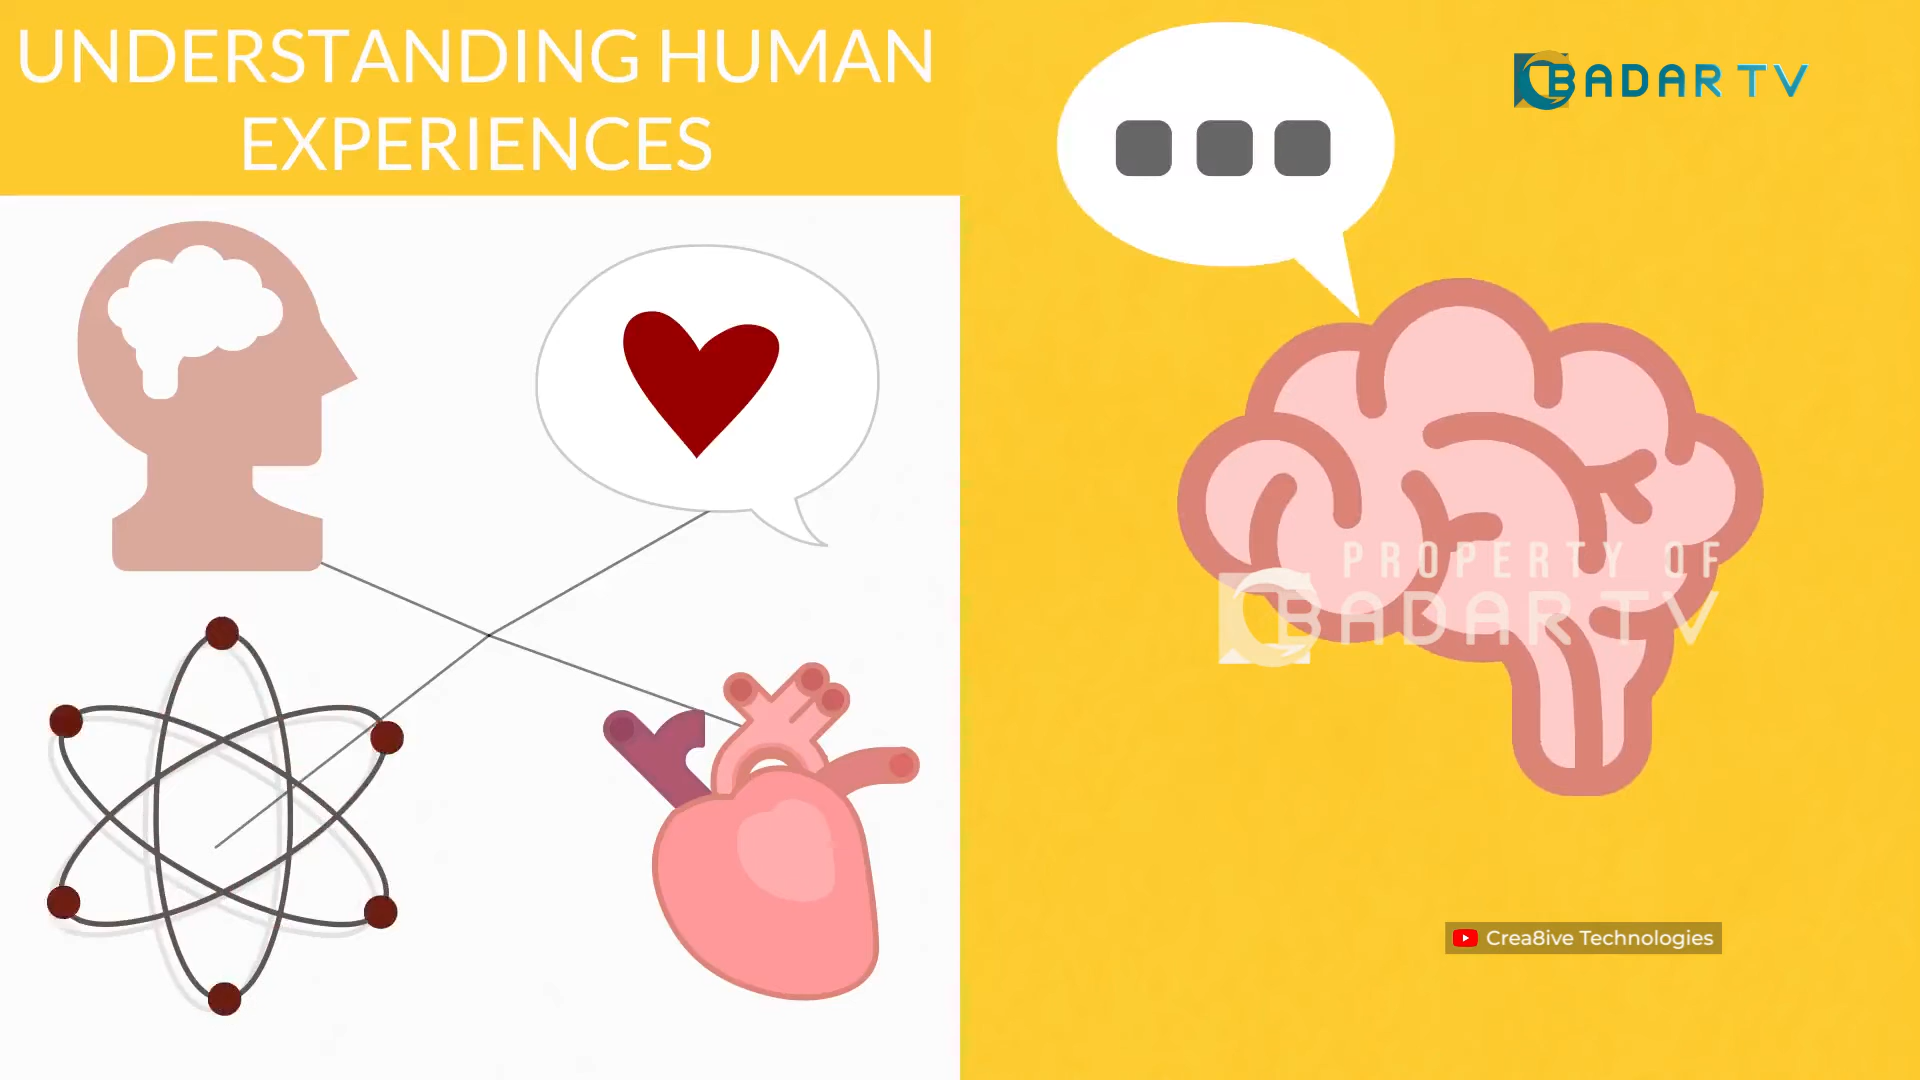 UNDERSTANDING HUMAN
EXPERIENCES
BADAR TV
PROPERTY OF
BADAR TV
Crea8ive Technologies